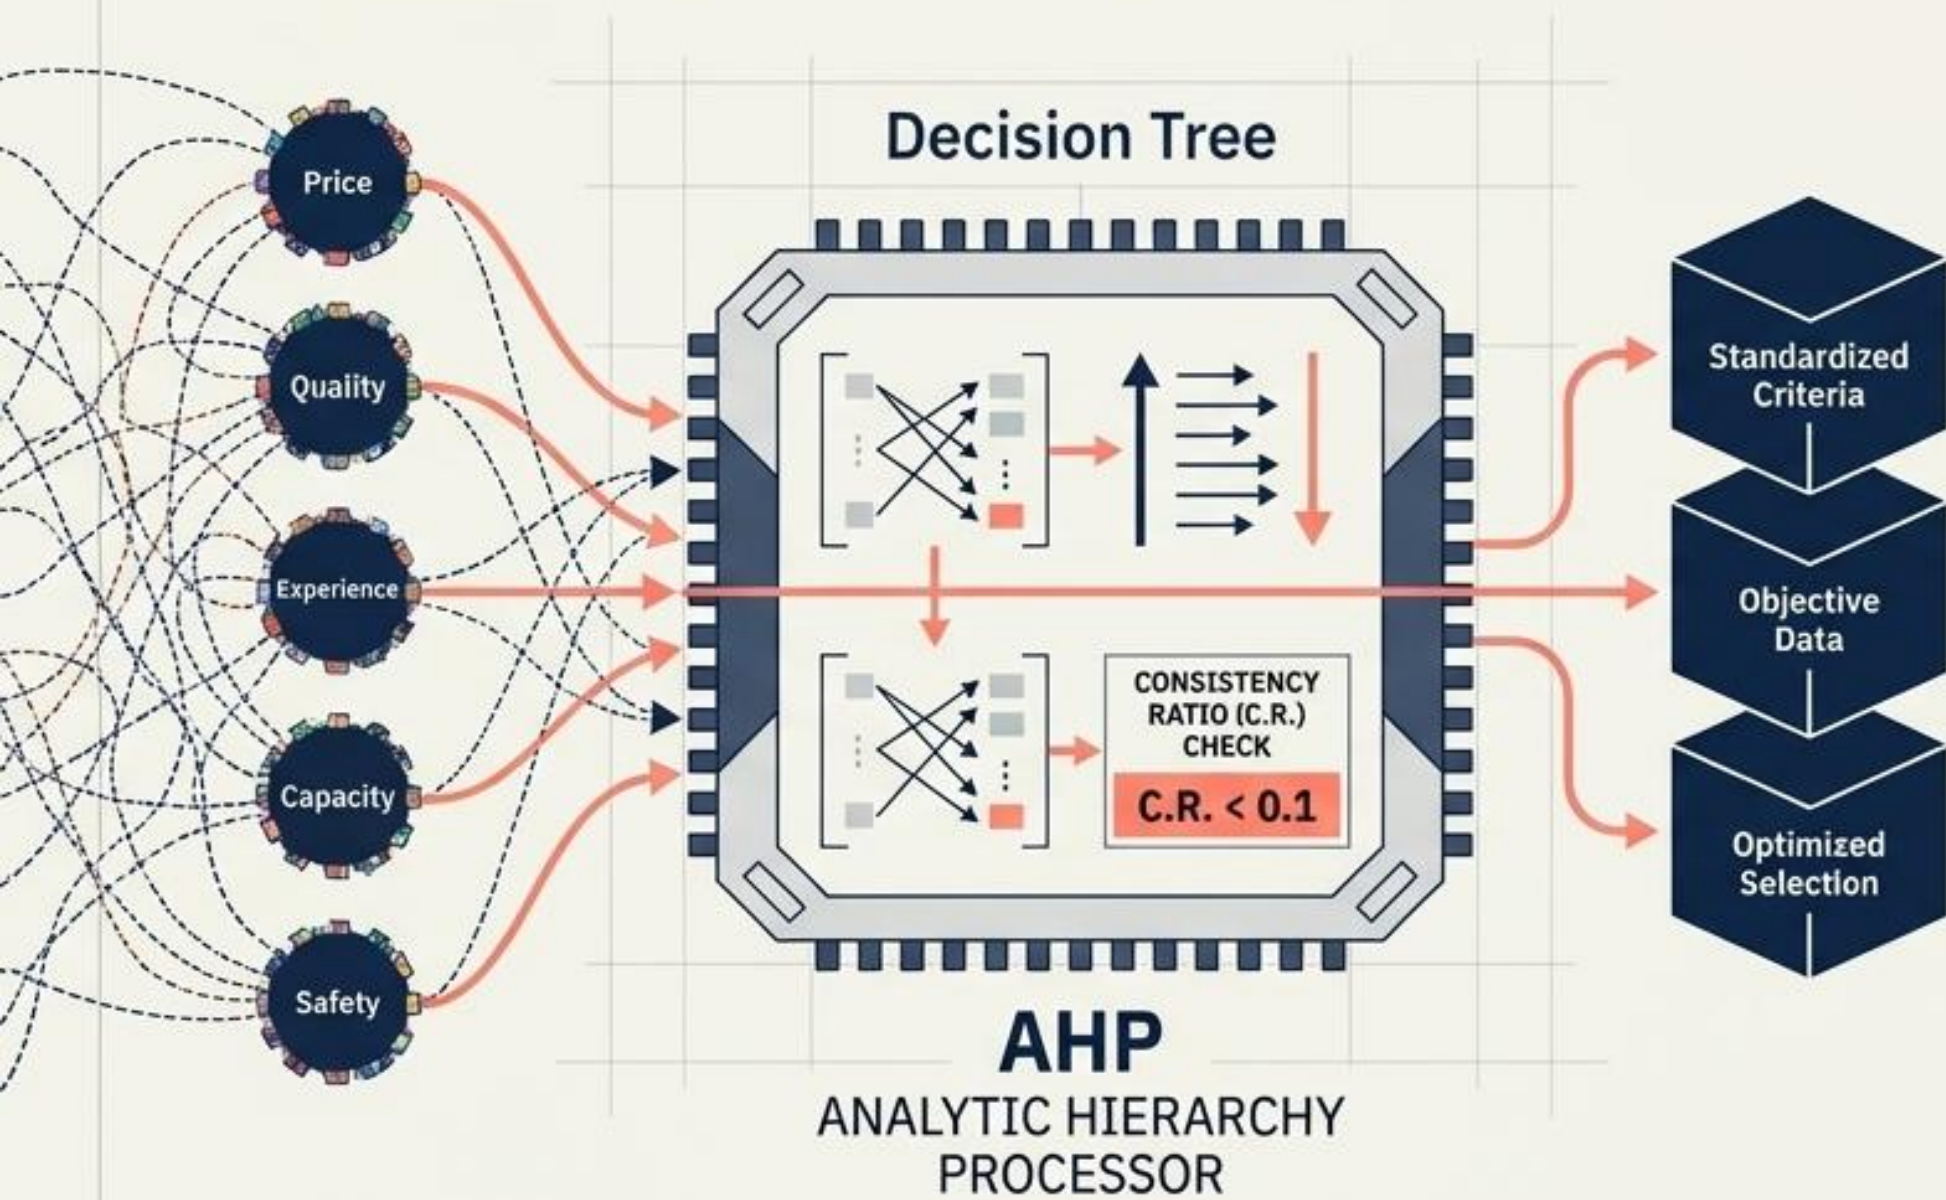 Decision Tree
Price
Quaiity
Experience
Capacity
Safety
CONSISTENCY
RATIO (C.R.)
CHECK
C.R. < 0.1
Standardized
Criteria
Objective
Data
Optimized
Selection
AHP
ANALYTIC HIERARCHY
PROCESSOR